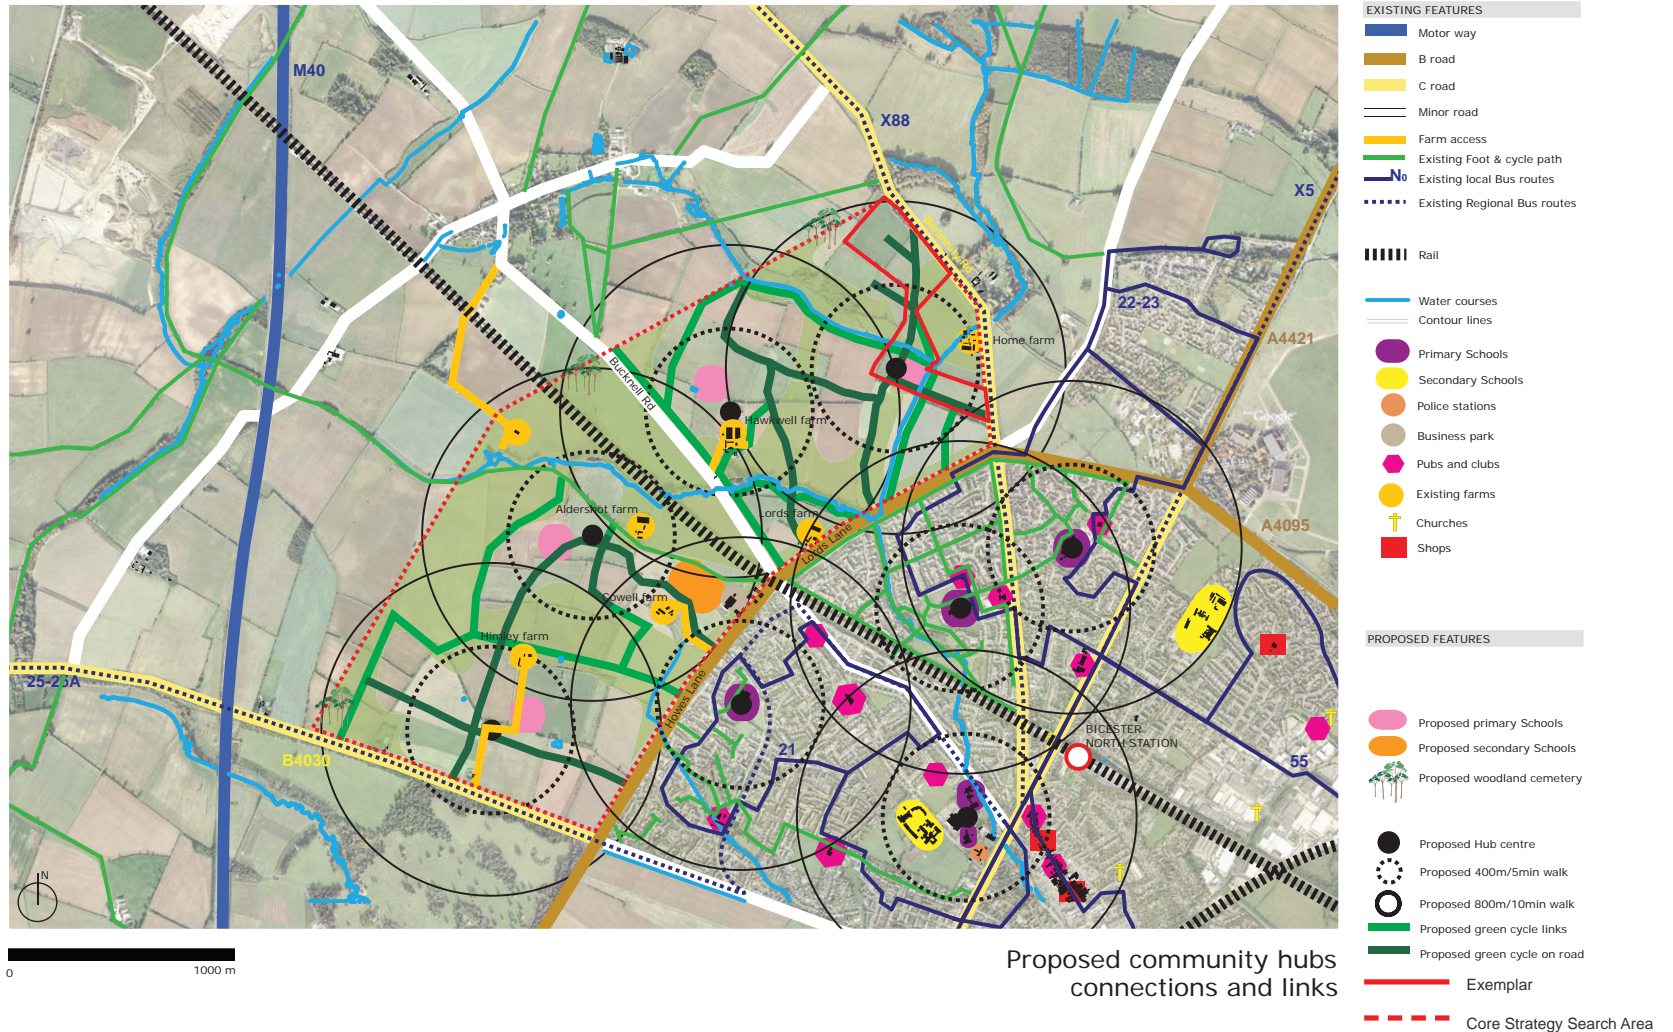 M40
X88
X5
Bainbury Rd
22-23
A4421
Home farm
Bucknell Rd
Google
Hawkwell farm
Aldershot farm
Lords farm
Lords Lane
A4095
Cowell farm
Himley farm
25-25A
Howes Lane
BICESTER
NORTH STATION
21
55
B4030
N
0
1000 m
Proposed community hubs
connections and links
EXISTING FEATURES
Motor way
B road
C road
Minor road
Farm access
Existing Foot & cycle path
No Existing local Bus routes
Existing Regional Bus routes
Rail
Water courses
Contour lines
Primary Schools
Secondary Schools
Police stations
Business park
Pubs and clubs
Existing farms
Churches
Shops
PROPOSED FEATURES
Proposed primary Schools
Proposed secondary Schools
Proposed woodland cemetery
Proposed Hub centre
Proposed 400m/5min walk
Proposed 800m/10min walk
Proposed green cycle links
Proposed green cycle on road
Exemplar
Core Strategy Search Area